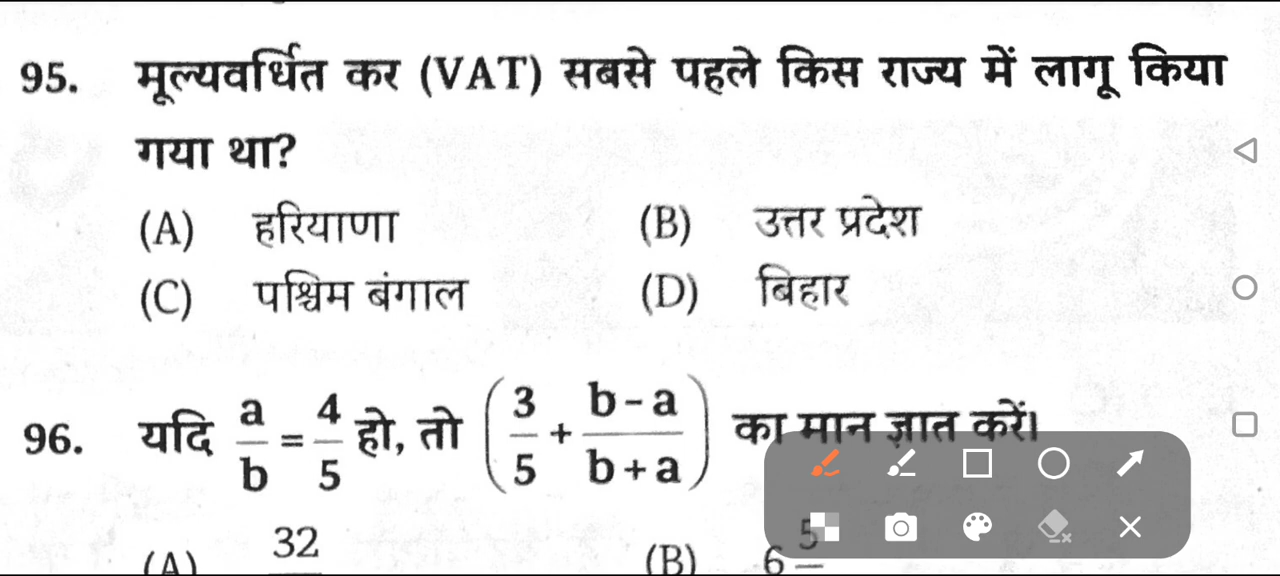 95. मूल्यवर्धित कर (VAT) सबसे पहले किस राज्य में लागू किया
गया था?
(A) हरियाणा (B) उत्तर प्रदेश
(C) पश्चिम बंगाल (D) बिहार
96. यदि a/b = 4/5 हो, तो (3/5 + b-a/b+a) का मान ज्ञात करें।
(A) 32 (B) 6 5